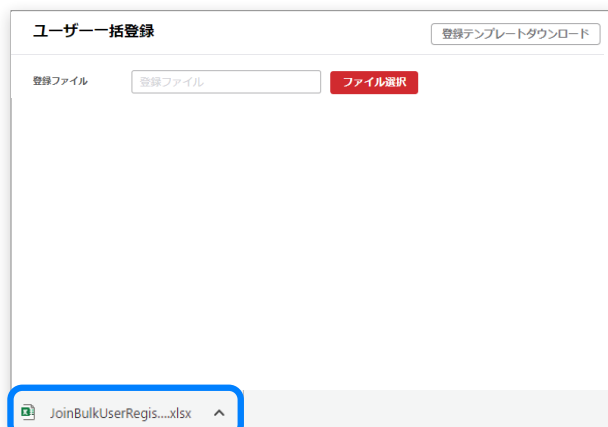 ユーザー一括登録
登録テンプレートダウンロード
登録ファイル
登録ファイル
ファイル選択
JoinBulkUserRegis....xlsx